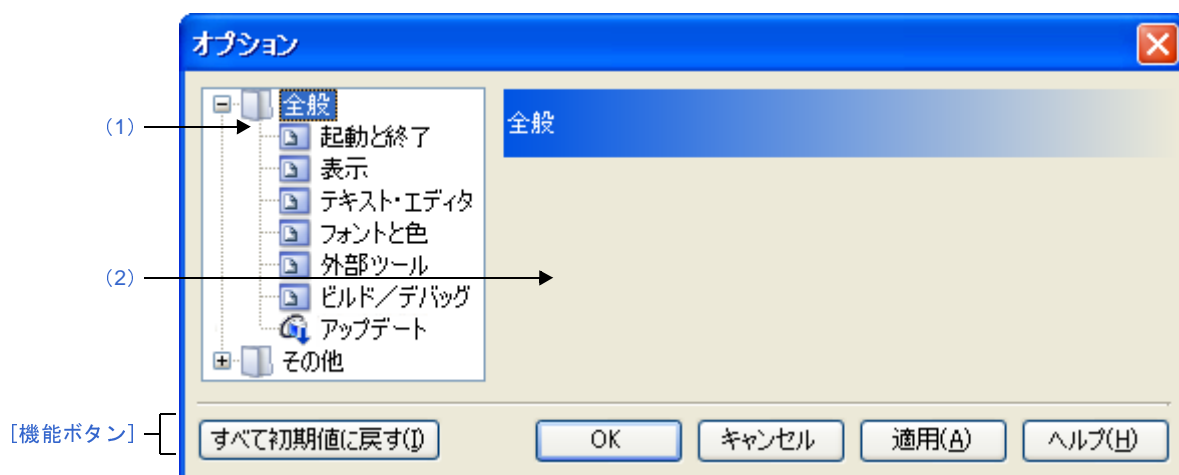 オプション
(1)
全般
起動と終了
表示
テキスト・エディタ
フォントと色
外部ツール
ビルド／デバッグ
アップデート
その他
全般
(2)
[機能ボタン]
すべて初期値に戻す(I)
OK
キャンセル
適用(A)
ヘルプ(H)